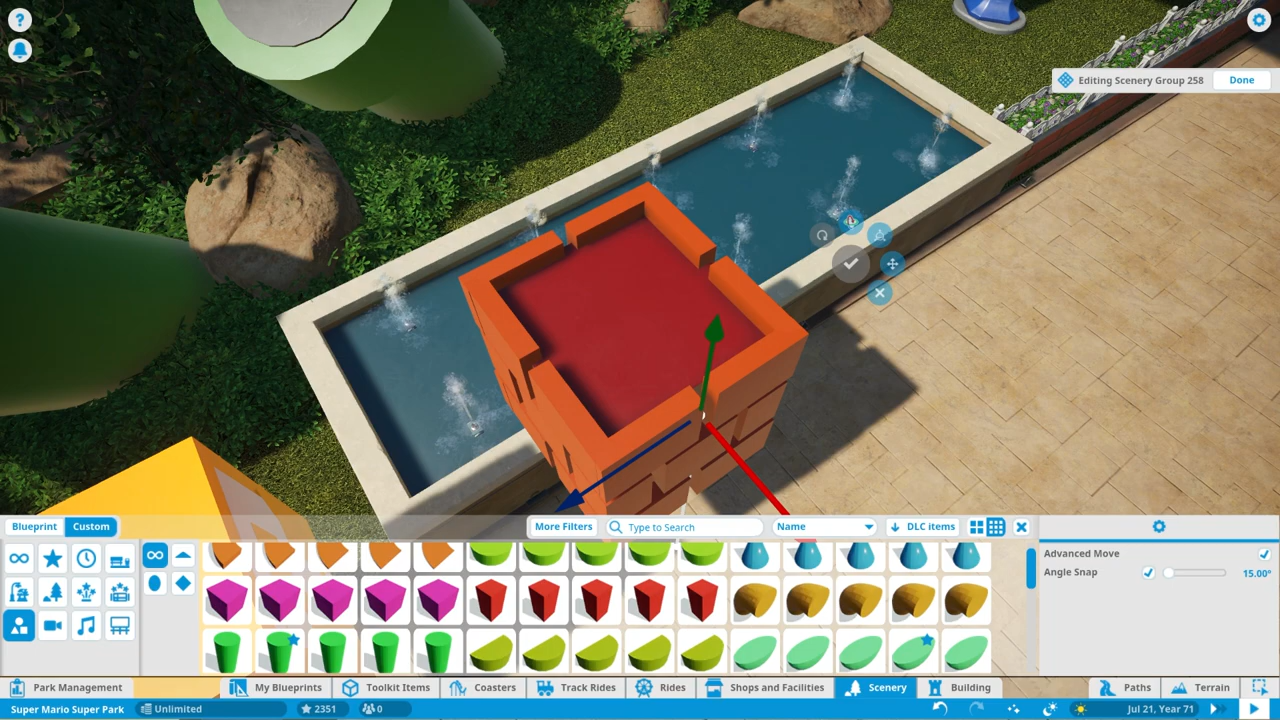 ?
Editing Scenery Group 258
Done
Blueprint
Custom
More Filters
Type to Search
Name
DLC items
Advanced Move
Angle Snap
15.00°
Park Management
My Blueprints
Toolkit Items
Coasters
Track Rides
Rides
Shops and Facilities
Scenery
Building
Paths
Terrain
Super Mario Super Park
Unlimited
2351
0
Jul 21, Year 71